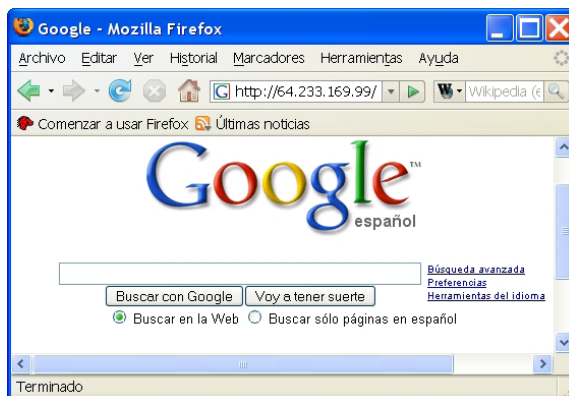 Google - Mozilla Firefox
Archivo Editar Ver Historial Marcadores Herramientas Ayuda
G http://64.233.169.99/ W Wikipedia (e
Comenzar a usar Firefox Últimas noticias
Google™
español
Búsqueda avanzada
Preferencias
Herramientas del idioma
Buscar con Google Voy a tener suerte
Buscar en la Web Buscar sólo páginas en español
Terminado